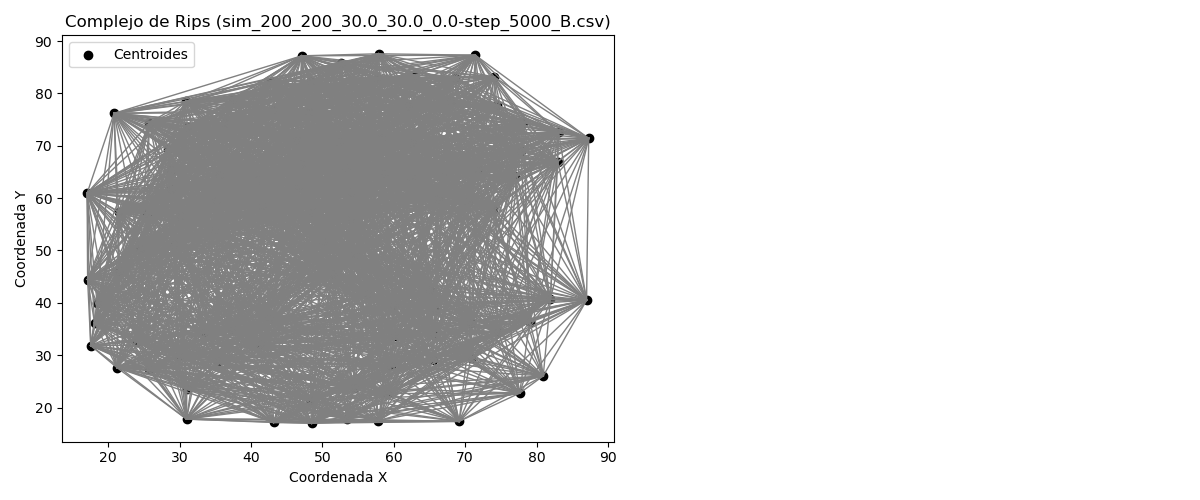 Complejo de Rips (sim_200_200_30.0_30.0_0.0-step_5000_B.csv)
90
Centroides
80
70
60
50
40
30
20
Coordenada Y
20 30 40 50 60 70 80 90
Coordenada X